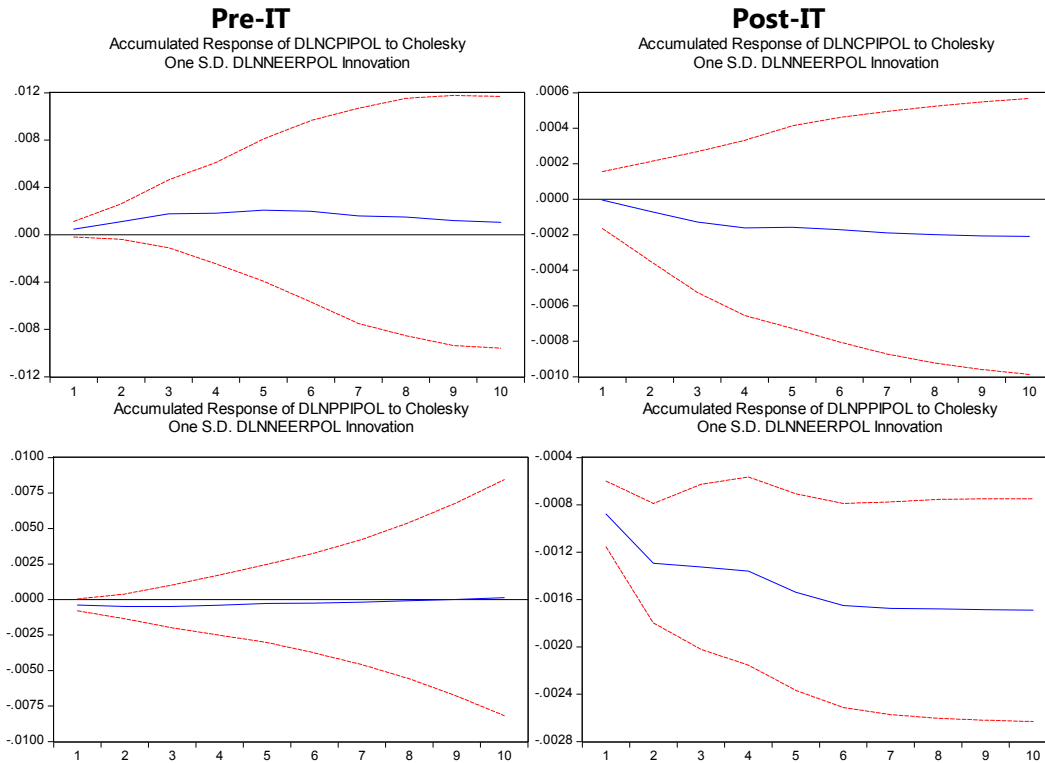 Pre-IT
Accumulated Response of DLNCPIPOL to Cholesky
One S.D. DLNNEERPOL Innovation
.012
.008
.004
.000
-.004
-.008
-.012
1 2 3 4 5 6 7 8 9 10
Post-IT
Accumulated Response of DLNCPIPOL to Cholesky
One S.D. DLNNEERPOL Innovation
.0006
.0004
.0002
.0000
-.0002
-.0004
-.0006
-.0008
-.0010
1 2 3 4 5 6 7 8 9 10
Accumulated Response of DLNPPIPOL to Cholesky
One S.D. DLNNEERPOL Innovation
.0100
.0075
.0050
.0025
.0000
-.0025
-.0050
-.0075
-.0100
1 2 3 4 5 6 7 8 9 10
Accumulated Response of DLNPPIPOL to Cholesky
One S.D. DLNNEERPOL Innovation
-.0004
-.0008
-.0012
-.0016
-.0020
-.0024
-.0028
1 2 3 4 5 6 7 8 9 10